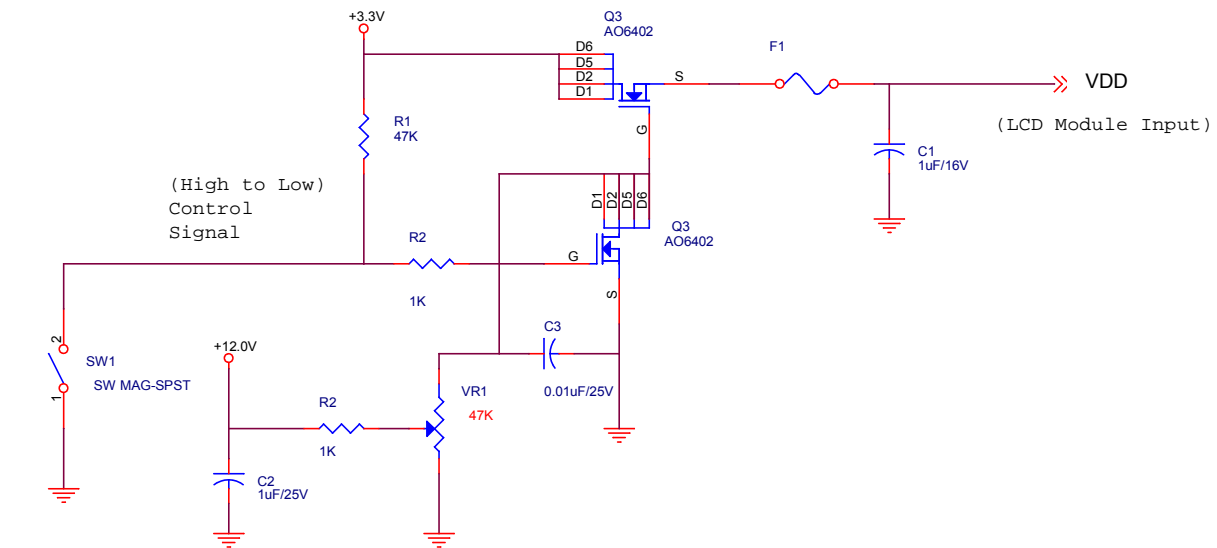 +3.3V
Q3
AO6402
D6
D5
D2
D1
S
G
F1
VDD
(LCD Module Input)
R1
47K
C1
1uF/16V
(High to Low)
Control
Signal
D1
D2
D5
D6
Q3
AO6402
R2
1K
G
S
2
1
SW1
SW MAG-SPST
+12.0V
C3
0.01uF/25V
VR1
47K
R2
1K
C2
1uF/25V